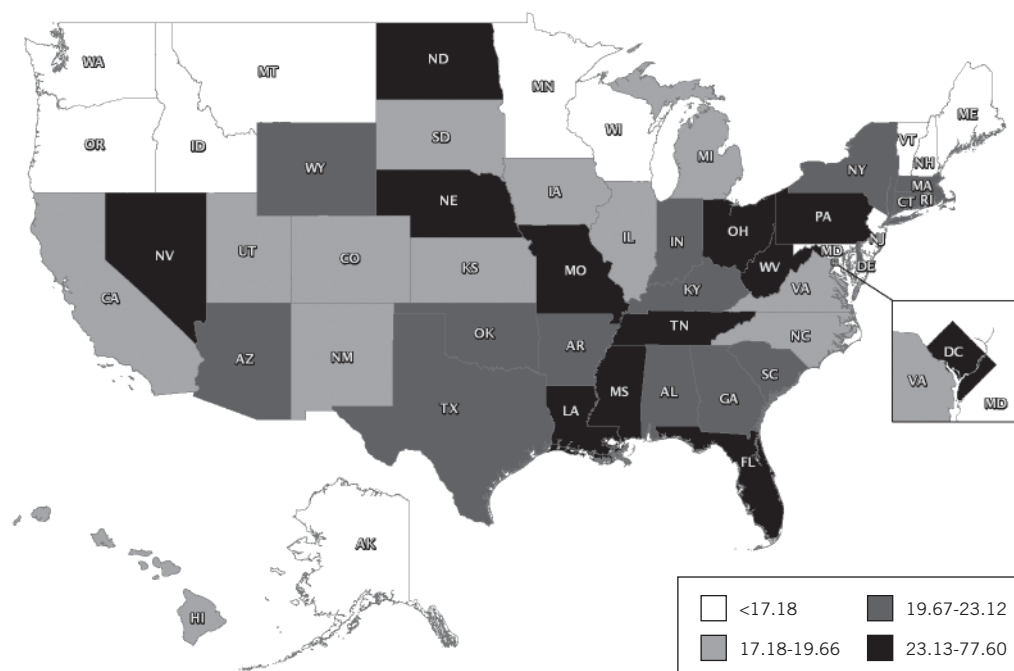 ND
WA
MT
MN
ME
SD
WI
OR
ID
VT
NH
WY
MI
NY
MA
CT RI
IA
NE
PA
IL
IN
OH
NJ
NV
UT
CO
MD
DE
KS
MO
WV
VA
CA
KY
TN
NC
OK
AR
AZ
NM
SC
DC
VA
MD
MS
AL
GA
LA
TX
FL
AK
HI
<17.18 19.67-23.12
17.18-19.66 23.13-77.60